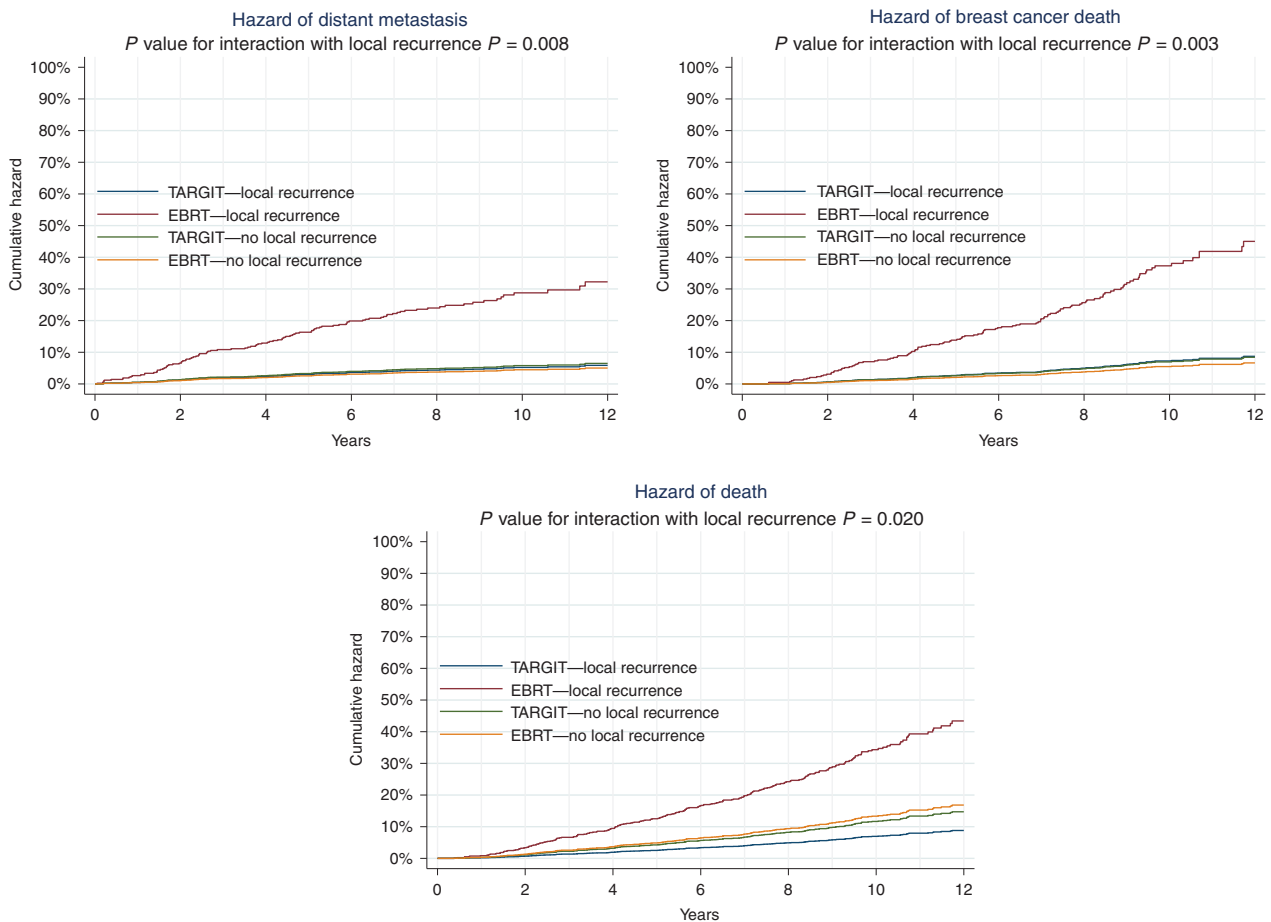 Hazard of distant metastasis
P value for interaction with local recurrence P = 0.008
100%
90%
80%
70%
60%
50%
40%
30%
20%
10%
0%
Cumulative hazard
TARGIT—local recurrence
EBRT—local recurrence
TARGIT—no local recurrence
EBRT—no local recurrence
0 2 4 6 8 10 12
Years
Hazard of breast cancer death
P value for interaction with local recurrence P = 0.003
100%
90%
80%
70%
60%
50%
40%
30%
20%
10%
0%
Cumulative hazard
TARGIT—local recurrence
EBRT—local recurrence
TARGIT—no local recurrence
EBRT—no local recurrence
0 2 4 6 8 10 12
Years
Hazard of death
P value for interaction with local recurrence P = 0.020
100%
90%
80%
70%
60%
50%
40%
30%
20%
10%
0%
Cumulative hazard
TARGIT—local recurrence
EBRT—local recurrence
TARGIT—no local recurrence
EBRT—no local recurrence
0 2 4 6 8 10 12
Years